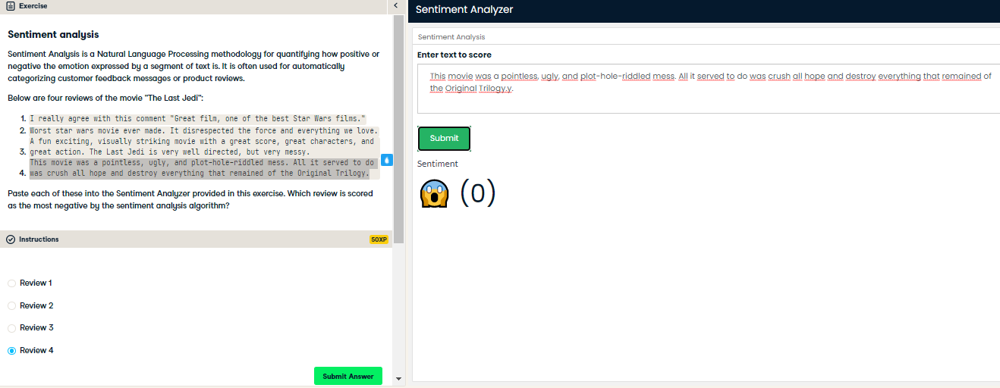 Exercise
Sentiment analysis
Sentiment Analysis is a Natural Language Processing methodology for quantifying how positive or
negative the emotion expressed by a segment of text is. It is often used for automatically
categorizing customer feedback messages or product reviews.
Below are four reviews of the movie "The Last Jedi":
1. I really agree with this comment "Great film, one of the best Star Wars films."
2. Worst star wars movie ever made. It disrespected the force and everything we love.
A fun exciting, visually striking movie with a great score, great characters, and
3. great action. The Last Jedi is very well directed, but very messy.
This movie was a pointless, ugly, and plot-hole-riddled mess. All it served to do
4. was crush all hope and destroy everything that remained of the Original Trilogy.
Paste each of these into the Sentiment Analyzer provided in this exercise. Which review is scored
as the most negative by the sentiment analysis algorithm?
Instructions
50XP
Review 1
Review 2
Review 3
Review 4
Submit Answer
Sentiment Analyzer
Sentiment Analysis
Enter text to score
This movie was a pointless, ugly, and plot-hole-riddled mess. All it served to do was crush all hope and destroy everything that remained of
the Original Trilogy.y.
Submit
Sentiment
(0)